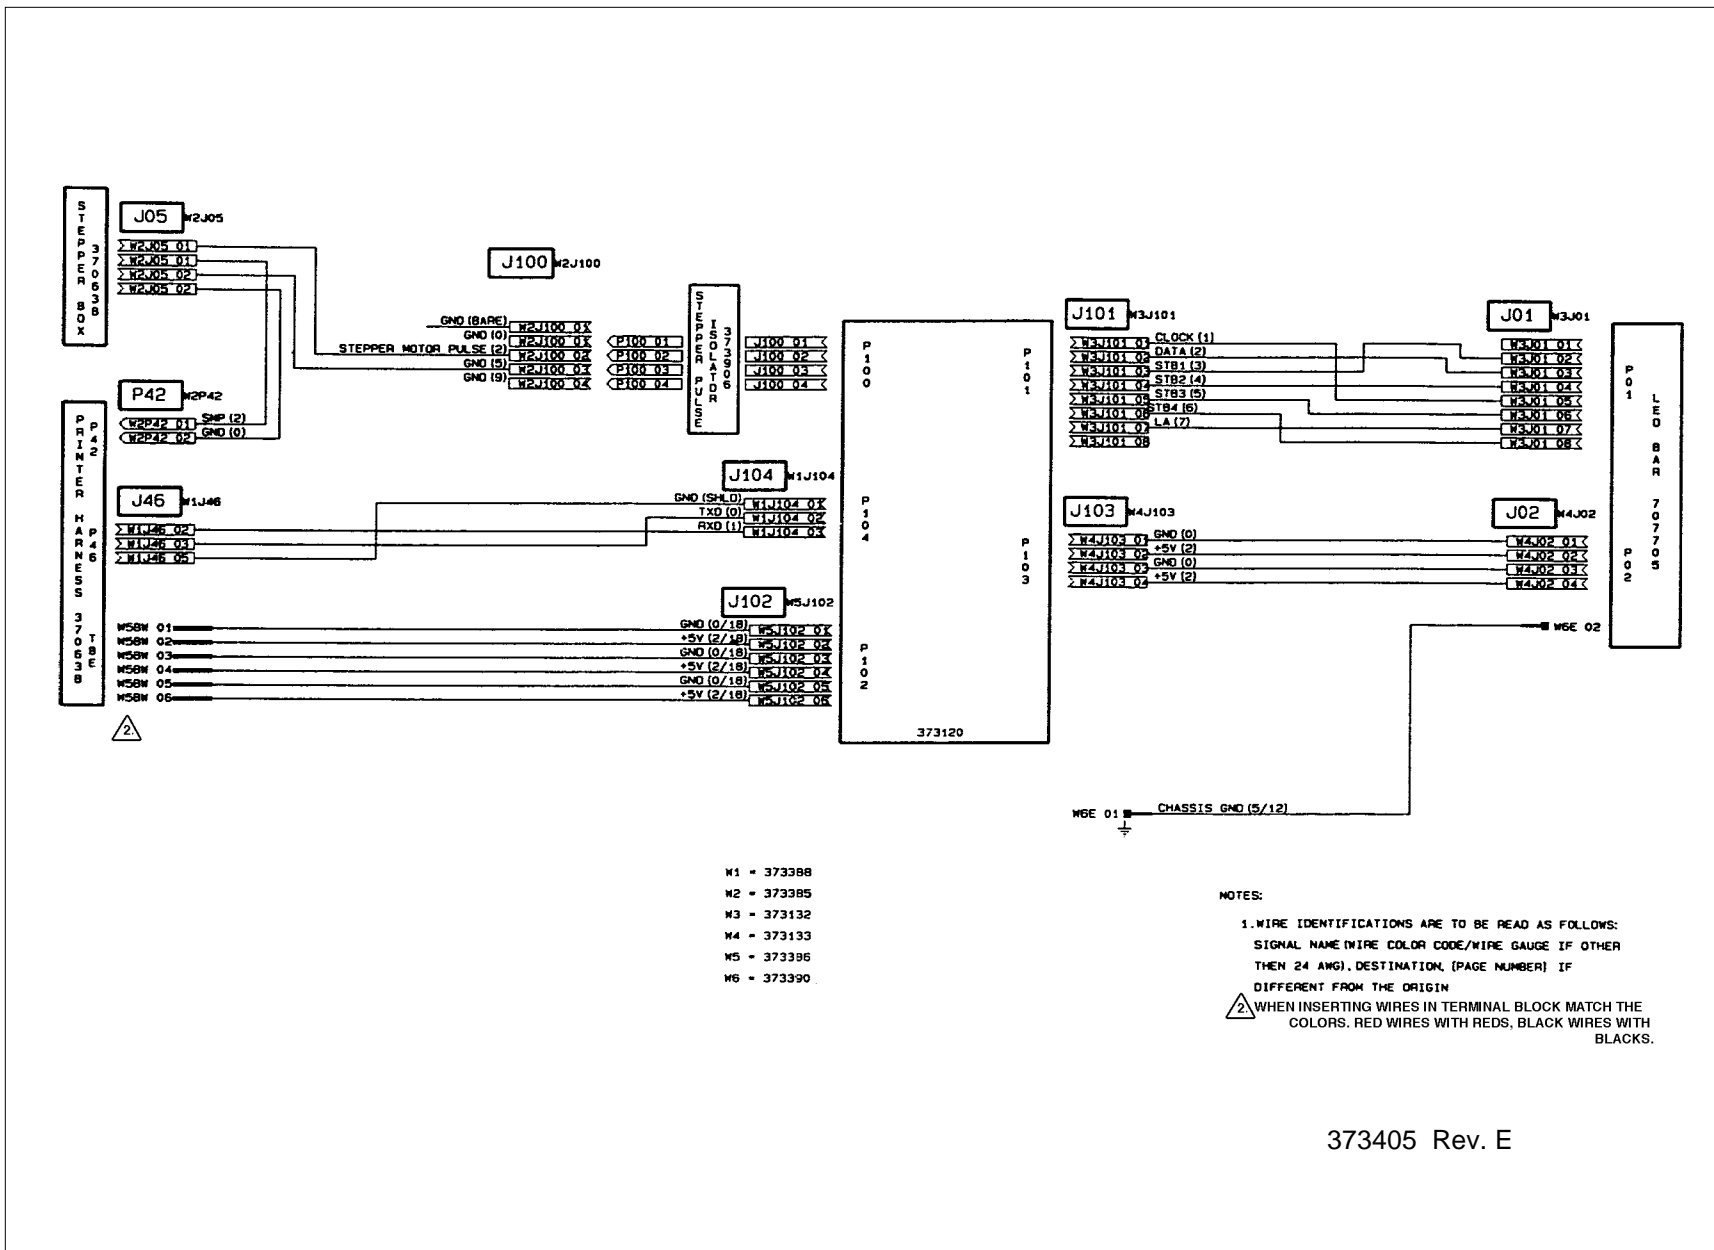 STEPPER BOX
370638
J05 W2J05
W2J05 01
W2J05 01
W2J05 02
W2J05 02
P42 W2P42
W2P42 01 SMP (2)
W2P42 02 GND (0)
PRINTER HARNESS 370638
P42
P46
TBE
J46 W1J46
W1J46 02
W1J46 03
W1J46 05
W5BW 01
W5BW 02
W5BW 03
W5BW 04
W5BW 05
W5BW 06
2.
J100 W2J100
GND (BARE) W2J100 01
GND (0) W2J100 01
STEPPER MOTOR PULSE (2) W2J100 02
GND (5) W2J100 03
GND (9) W2J100 04
P100 01
P100 02
P100 03
P100 04
STEPPER PULSE
ISOLATOR
373906
J100 01
J100 02
J100 03
J100 04
J104 W1J104
GND (SHLD) W1J104 01
TXD (0) W1J104 02
RXD (1) W1J104 03
J102 W5J102
GND (0/18) W5J102 01
+5V (2/18) W5J102 02
GND (0/18) W5J102 03
+5V (2/18) W5J102 04
GND (0/18) W5J102 05
+5V (2/18) W5J102 06
P100
P104
P102
P101
P103
373120
J101 W3J101
W3J101 01 CLOCK (1)
W3J101 02 DATA (2)
W3J101 03 STB1 (3)
W3J101 04 STB2 (4)
W3J101 05 STB3 (5)
W3J101 06 STB4 (6)
W3J101 07 LA (7)
W3J101 08
J103 W4J103
W4J103 01 GND (0)
W4J103 02 +5V (2)
W4J103 03 GND (0)
W4J103 04 +5V (2)
J01 W3J01
W3J01 01
W3J01 02
W3J01 03
W3J01 04
W3J01 05
W3J01 06
W3J01 07
W3J01 08
J02 W4J02
W4J02 01
W4J02 02
W4J02 03
W4J02 04
P01
P02
LED BAR 707705
W6E 02
W6E 01 CHASSIS GND (5/12)
W1 = 373388
W2 = 373385
W3 = 373132
W4 = 373133
W5 = 373386
W6 = 373390
NOTES:
1.WIRE IDENTIFICATIONS ARE TO BE READ AS FOLLOWS:
SIGNAL NAME (WIRE COLOR CODE/WIRE GAUGE IF OTHER
THEN 24 AWG), DESTINATION, (PAGE NUMBER) IF
DIFFERENT FROM THE ORIGIN
2. WHEN INSERTING WIRES IN TERMINAL BLOCK MATCH THE
COLORS. RED WIRES WITH REDS, BLACK WIRES WITH
BLACKS.
373405 Rev. E